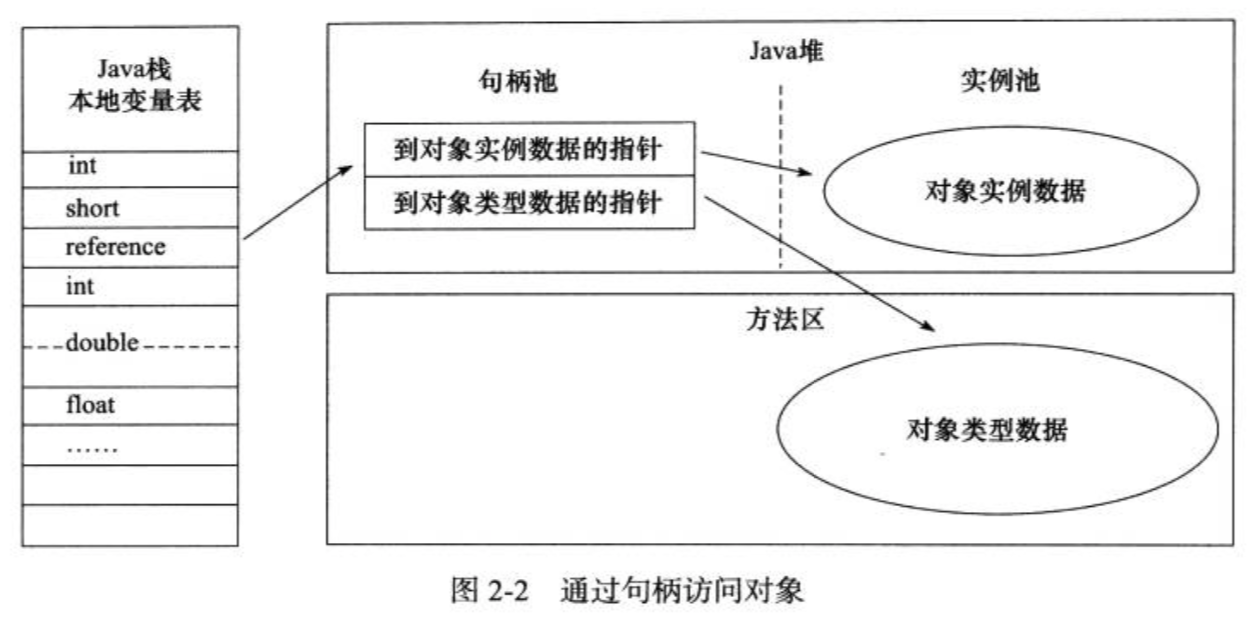 Java栈
本地变量表
int
short
reference
int
double
float
……
Java堆
句柄池
实例池
到对象实例数据的指针
到对象类型数据的指针
对象实例数据
方法区
对象类型数据
图 2-2 通过句柄访问对象